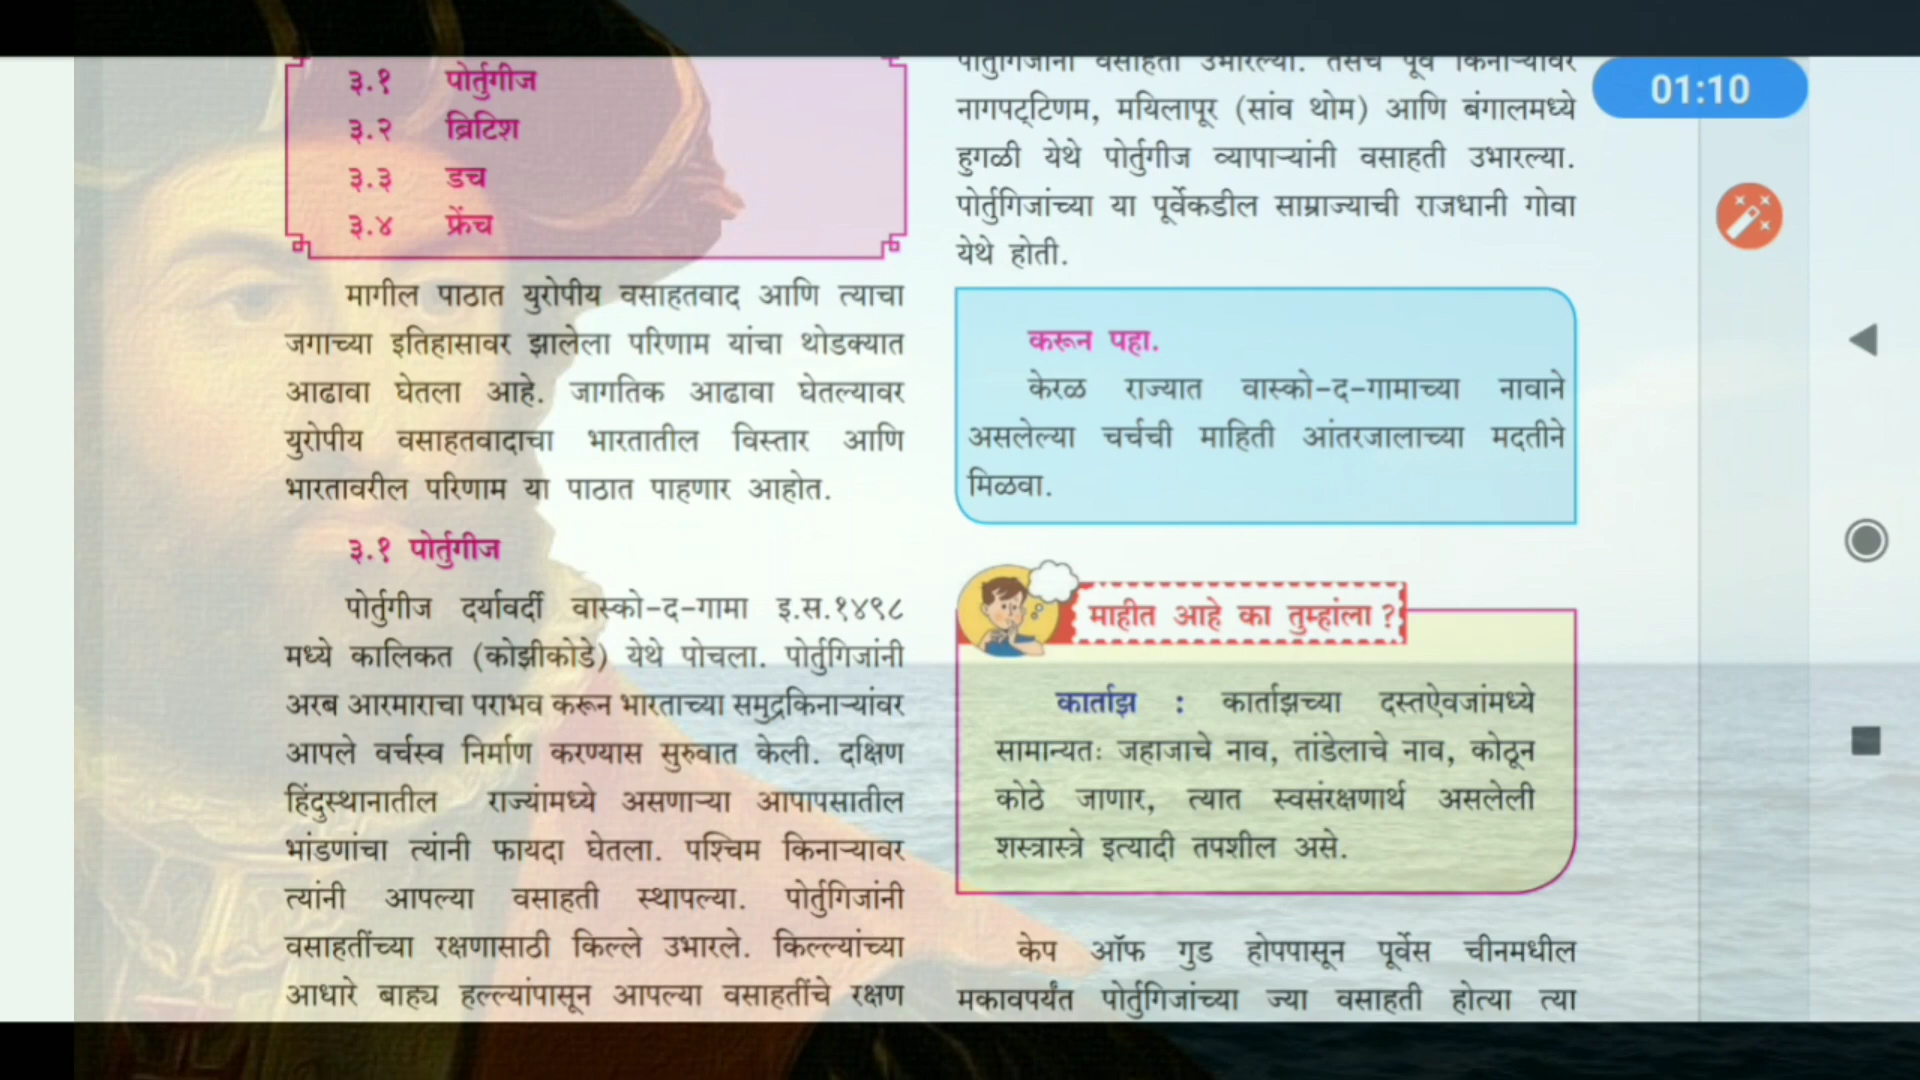 ३.१ पोर्तुगीज
३.२ ब्रिटिश
३.३ डच
३.४ फ्रेंच
मागील पाठात युरोपीय वसाहतवाद आणि त्याचा
जगाच्या इतिहासावर झालेला परिणाम यांचा थोडक्यात
आढावा घेतला आहे. जागतिक आढावा घेतल्यावर
युरोपीय वसाहतवादाचा भारतातील विस्तार आणि
भारतावरील परिणाम या पाठात पाहणार आहोत.
३.१ पोर्तुगीज
पोर्तुगीज दर्यावर्दी वास्को-द-गामा इ.स.१४९८
मध्ये कालिकत (कोझीकोडे) येथे पोचला. पोर्तुगिजांनी
अरब आरमाराचा पराभव करून भारताच्या समुद्रकिनाऱ्यांवर
आपले वर्चस्व निर्माण करण्यास सुरुवात केली. दक्षिण
हिंदुस्थानातील राज्यांमध्ये असणाऱ्या आपापसातील
भांडणांचा त्यांनी फायदा घेतला. पश्चिम किनाऱ्यावर
त्यांनी आपल्या वसाहती स्थापल्या. पोर्तुगिजांनी
वसाहतींच्या रक्षणासाठी किल्ले उभारले. किल्ल्यांच्या
आधारे बाह्य हल्ल्यांपासून आपल्या वसाहतींचे रक्षण
पोर्तुगिजांनी वसाहती उभारल्या. तसेच पूर्व किनाऱ्यावर
नागपट्टिणम, मयिलापूर (सांव थोम) आणि बंगालमध्ये
हुगळी येथे पोर्तुगीज व्यापाऱ्यांनी वसाहती उभारल्या.
पोर्तुगिजांच्या या पूर्वेकडील साम्राज्याची राजधानी गोवा
येथे होती.
करून पहा.
केरळ राज्यात वास्को-द-गामाच्या नावाने
असलेल्या चर्चची माहिती आंतरजालाच्या मदतीने
मिळवा.
माहीत आहे का तुम्हांला ?
कार्ताझ : कार्ताझच्या दस्तऐवजांमध्ये
सामान्यतः जहाजाचे नाव, तांडेलाचे नाव, कोठून
कोठे जाणार, त्यात स्वसंरक्षणार्थ असलेली
शस्त्रास्त्रे इत्यादी तपशील असे.
केप ऑफ गुड होपपासून पूर्वेस चीनमधील
मकावपर्यंत पोर्तुगिजांच्या ज्या वसाहती होत्या त्या
01:10